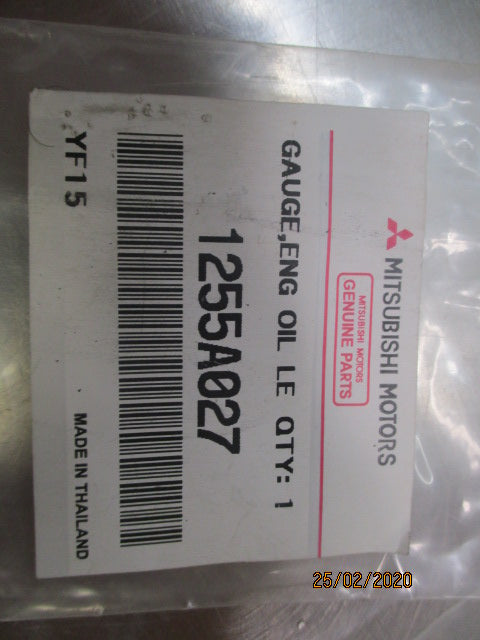 MITSUBISHI MOTORS
MITSUBISHI MOTORS
GENUINE PARTS
GAUGE,ENG OIL LE QTY: 1
1255A027
YF15 MADE IN THAILAND
25/02/2020